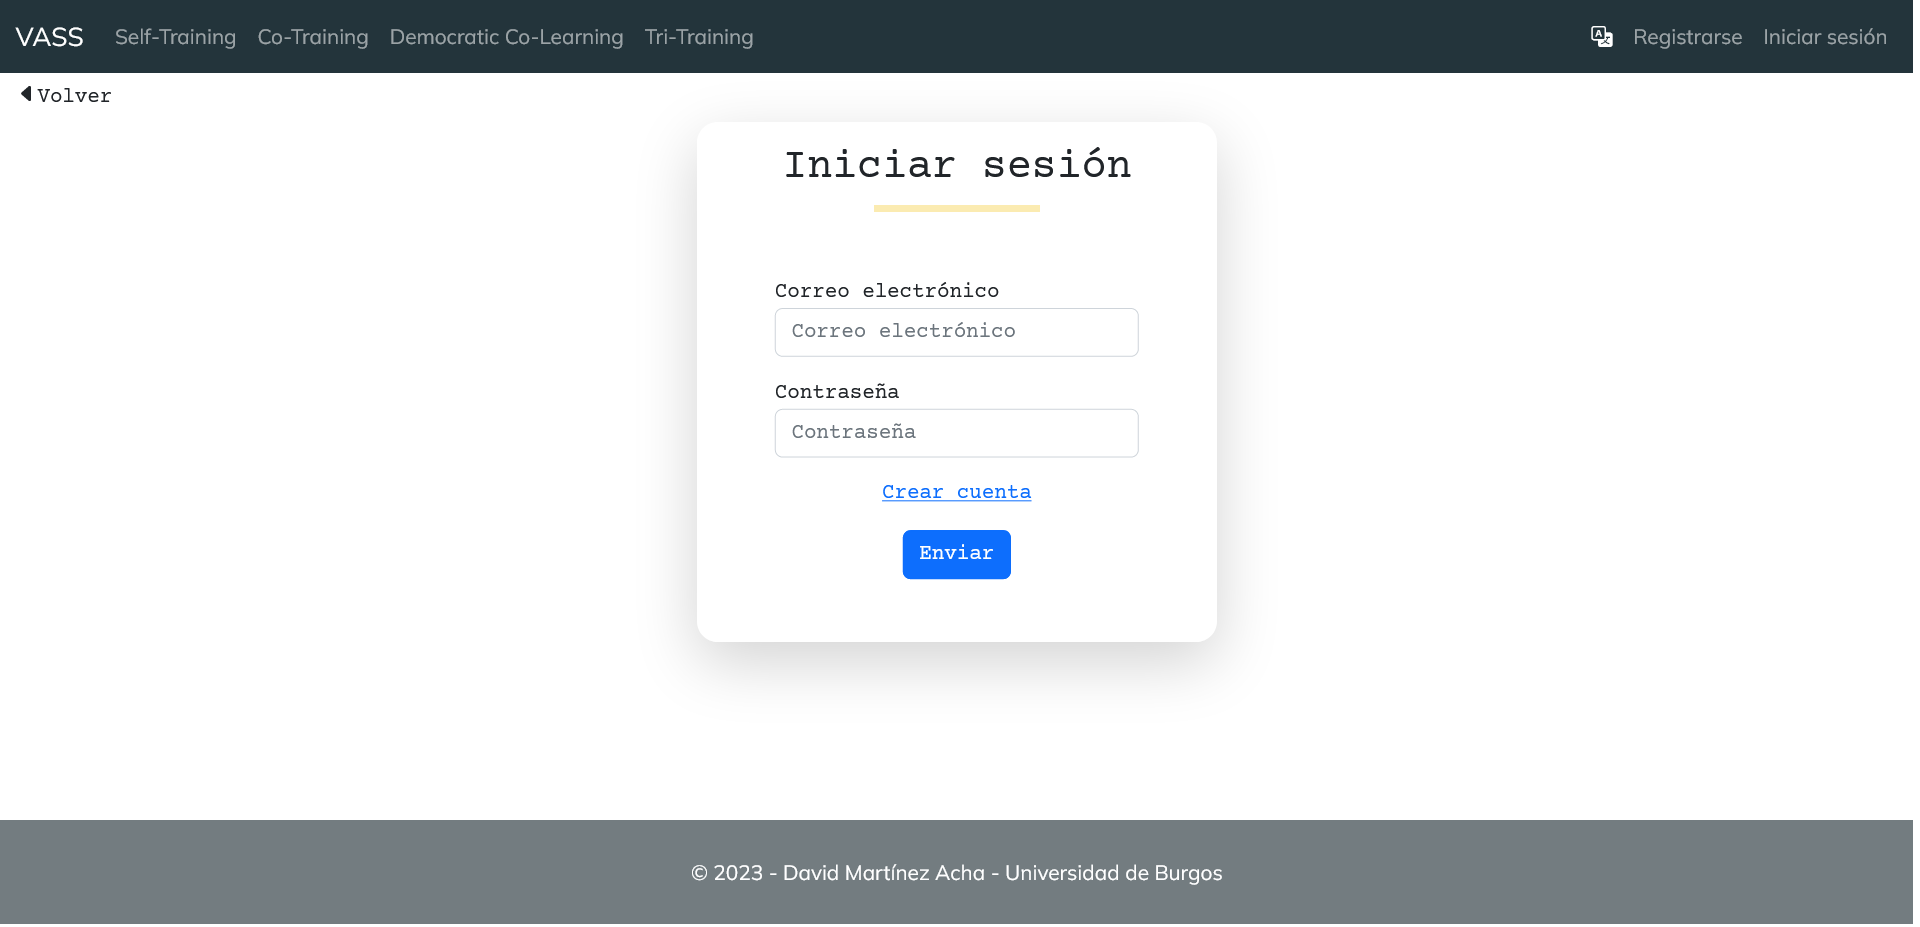 VASS Self-Training Co-Training Democratic Co-Learning Tri-Training Registrarse Iniciar sesión
Volver
Iniciar sesión
Correo electrónico
Correo electrónico
Contraseña
Contraseña
Crear cuenta
Enviar
© 2023 - David Martínez Acha - Universidad de Burgos